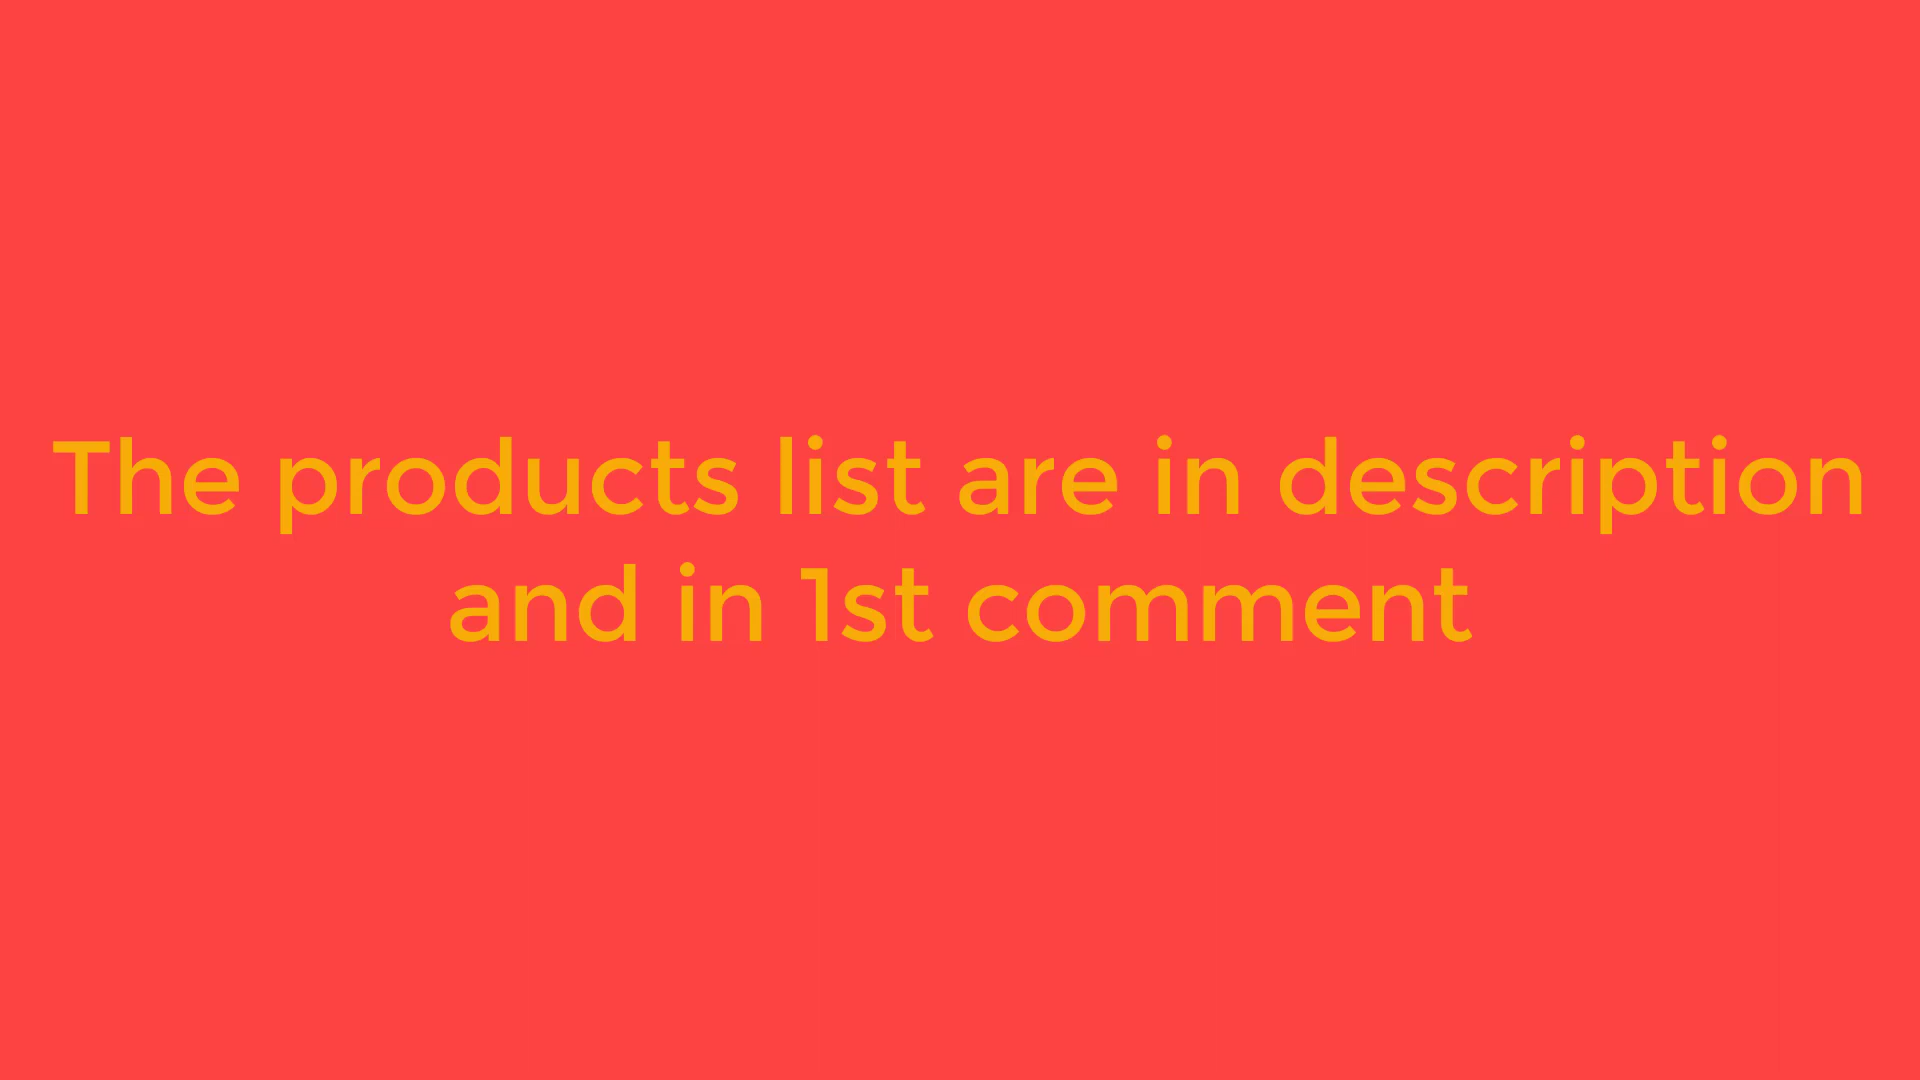 The products list are in description
and in 1st comment